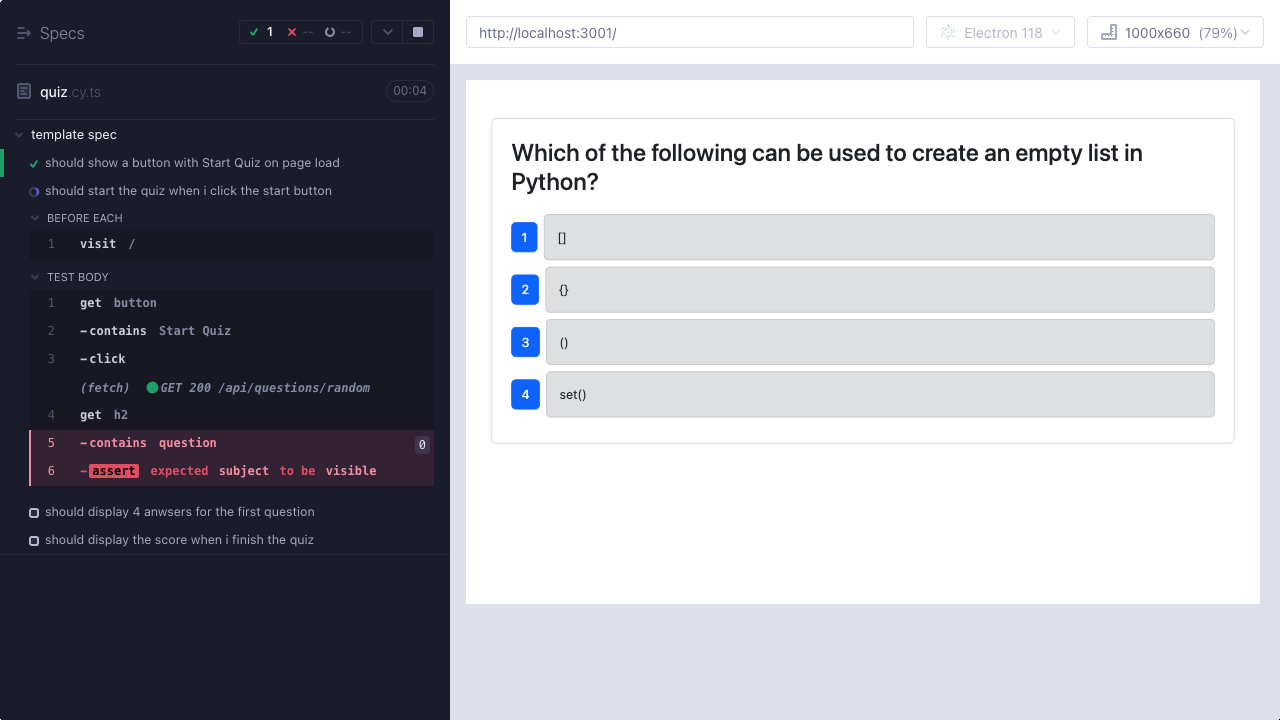 Specs
1
--
--
quiz.cy.ts
00:04
template spec
should show a button with Start Quiz on page load
should start the quiz when i click the start button
BEFORE EACH
1 visit /
TEST BODY
1 get button
2 -contains Start Quiz
3 -click
(fetch) GET 200 /api/questions/random
4 get h2
5 -contains question 0
6 -assert expected subject to be visible
should display 4 anwsers for the first question
should display the score when i finish the quiz
http://localhost:3001/
Electron 118
1000x660 (79%)
Which of the following can be used to create an empty list in
Python?
1 []
2 {}
3 ()
4 set()